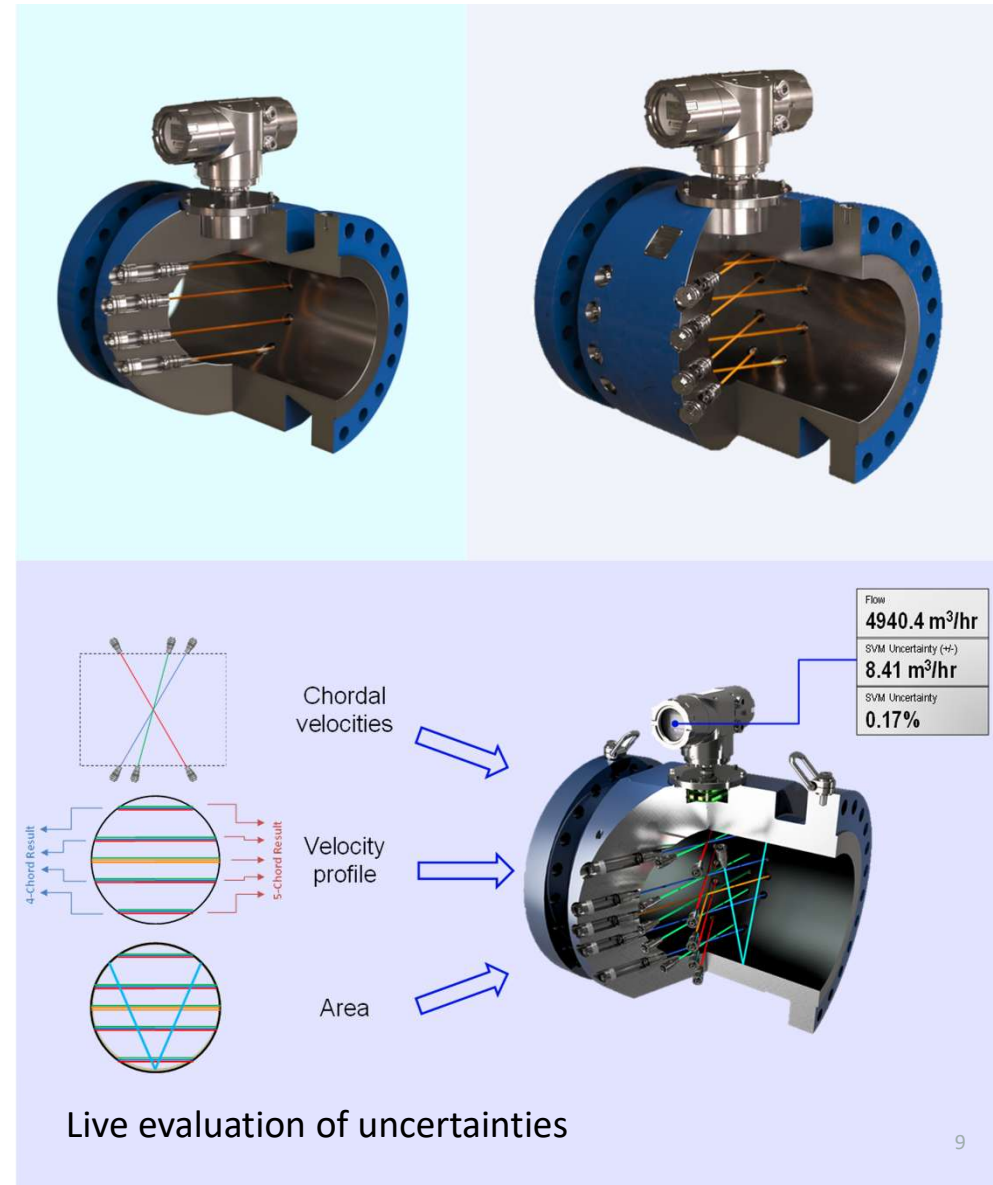 Flow
4940.4 m³/hr
SVM Uncertainty (+/-)
8.41 m³/hr
SVM Uncertainty
0.17%
Chordal
velocities
4-Chord Result
5-Chord Result
Velocity
profile
Area
Live evaluation of uncertainties
9